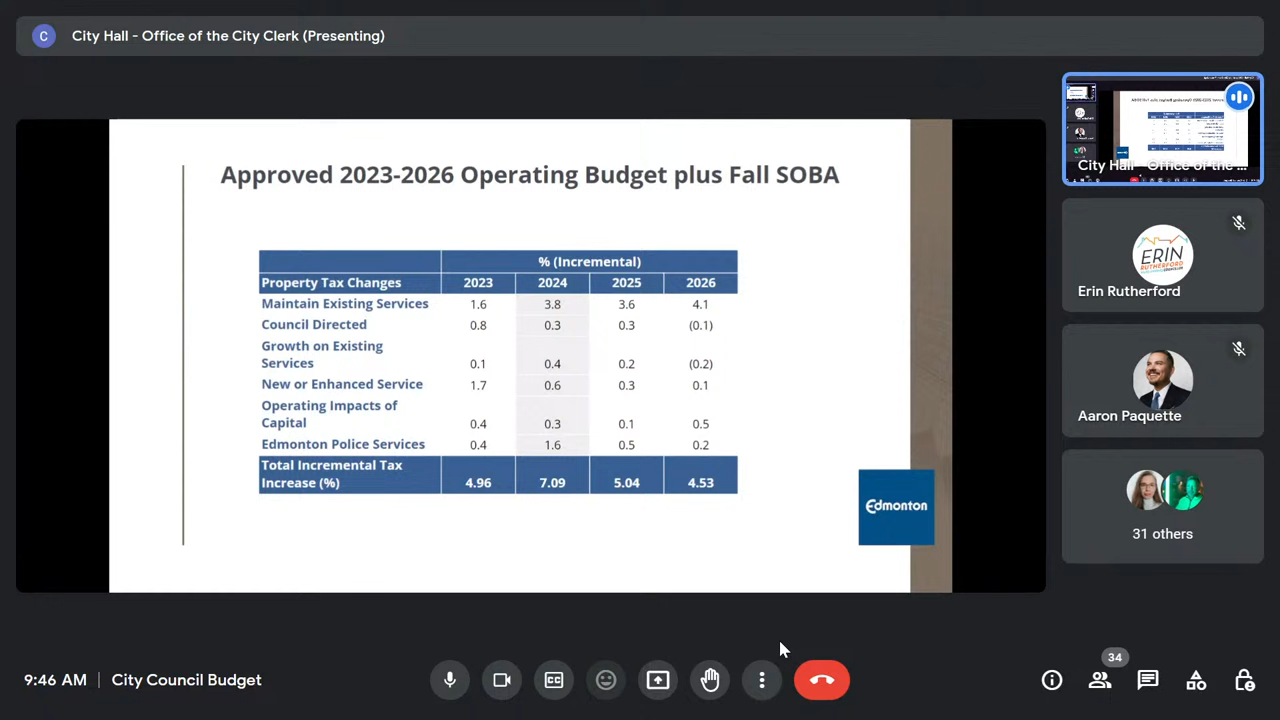 C
City Hall - Office of the City Clerk (Presenting)
Approved 2023-2026 Operating Budget plus Fall SOBA
% (Incremental)
Property Tax Changes 2023 2024 2025 2026
Maintain Existing Services 1.6 3.8 3.6 4.1
Council Directed 0.8 0.3 0.3 (0.1)
Growth on Existing
Services 0.1 0.4 0.2 (0.2)
New or Enhanced Service 1.7 0.6 0.3 0.1
Operating Impacts of
Capital 0.4 0.3 0.1 0.5
Edmonton Police Services 0.4 1.6 0.5 0.2
Total Incremental Tax
Increase (%) 4.96 7.09 5.04 4.53
Edmonton
City Hall - Office of the ...
ERIN
RUTHERFORD
Erin Rutherford
Aaron Paquette
31 others
9:46 AM | City Council Budget
CC
34